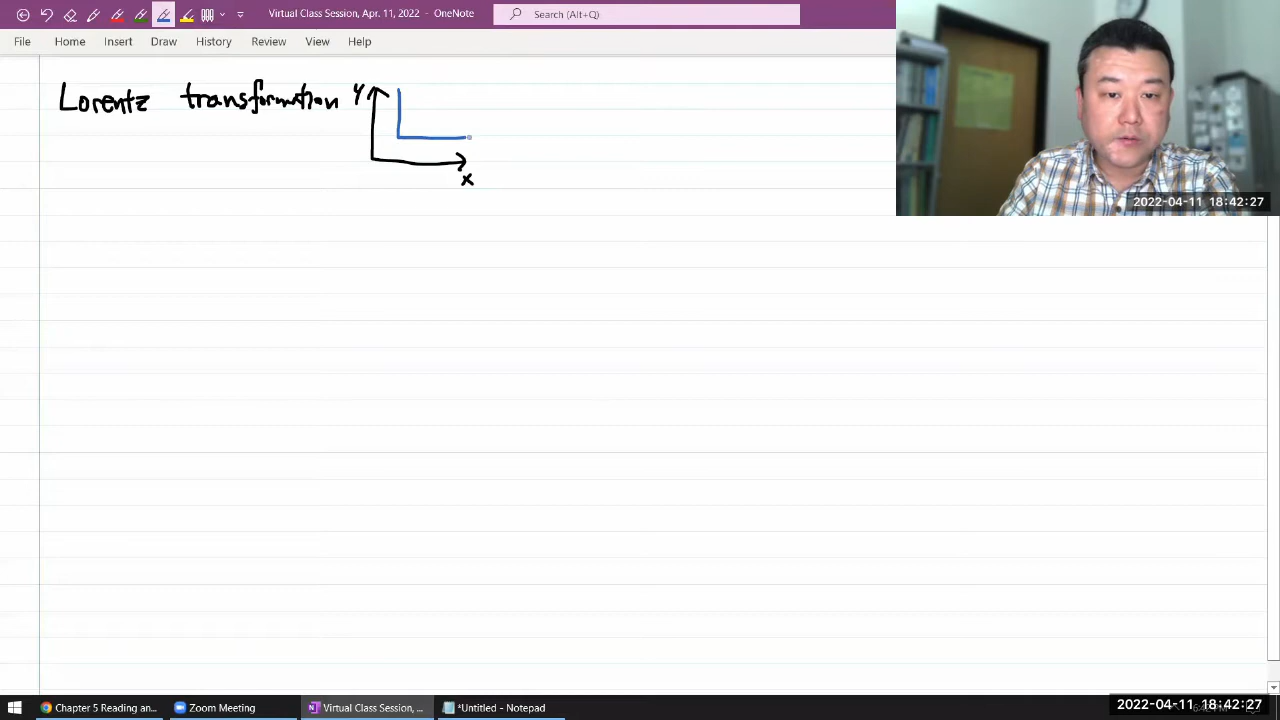 Virtual Class Session, Apr. 11, 2022 - OneNote
Search (Alt+Q)
File Home Insert Draw History Review View Help
Lorentz transformation
Y
x
2022-04-11 18:42:27
Chapter 5 Reading an...
Zoom Meeting
Virtual Class Session, ...
*Untitled - Notepad
2022-04-11 18:42:27